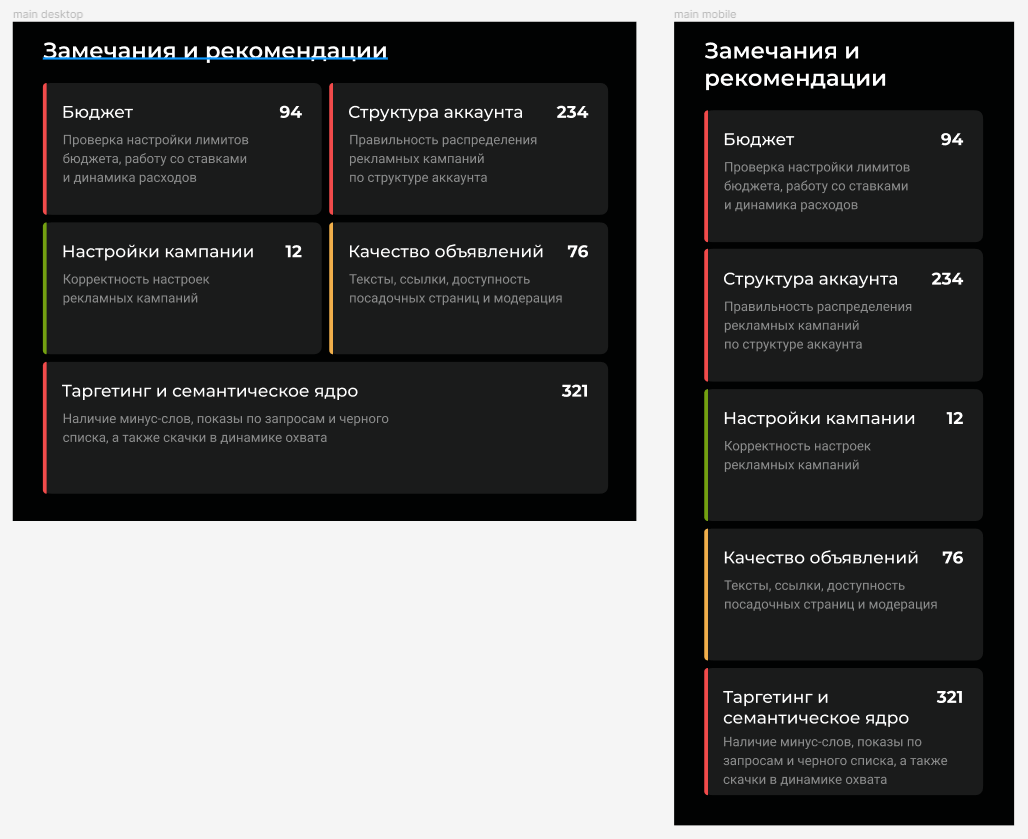 main desktop
Замечания и рекомендации
Бюджет 94
Проверка настройки лимитов
бюджета, работу со ставками
и динамика расходов
Структура аккаунта 234
Правильность распределения
рекламных кампаний
по структуре аккаунта
Настройки кампании 12
Корректность настроек
рекламных кампаний
Качество объявлений 76
Тексты, ссылки, доступность
посадочных страниц и модерация
Таргетинг и семантическое ядро 321
Наличие минус-слов, показы по запросам и черного
списка, а также скачки в динамике охвата
main mobile
Замечания и
рекомендации
Бюджет 94
Проверка настройки лимитов
бюджета, работу со ставками
и динамика расходов
Структура аккаунта 234
Правильность распределения
рекламных кампаний
по структуре аккаунта
Настройки кампании 12
Корректность настроек
рекламных кампаний
Качество объявлений 76
Тексты, ссылки, доступность
посадочных страниц и модерация
Таргетинг и 321
семантическое ядро
Наличие минус-слов, показы по
запросам и черного списка, а также
скачки в динамике охвата